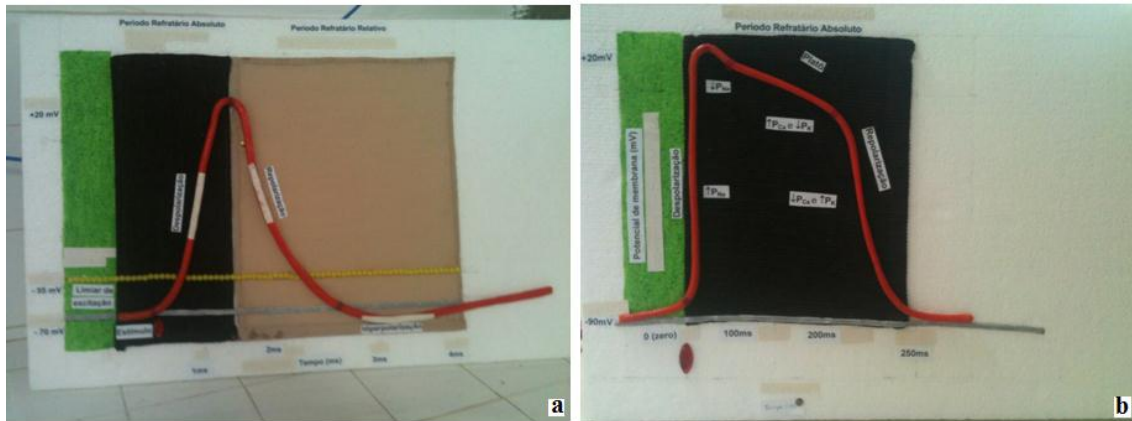 Período Refratário Absoluto
Período Refratário Relativo
+20 mV
Despolarização
Repolarização
-35 mV
Limiar de
excitação
-70 mV
Estímulo
Hiperpolarização
1ms
2ms
Tempo (ms)
3ms
4ms
a
Período Refratário Absoluto
+20mV
Platô
↓PNa
↑PCa e ↓PK
Potencial de membrana (mV)
Despolarização
Repolarização
↑PNa
↓PCa e ↑PK
-90mV
0 (zero)
100ms
200ms
250ms
b